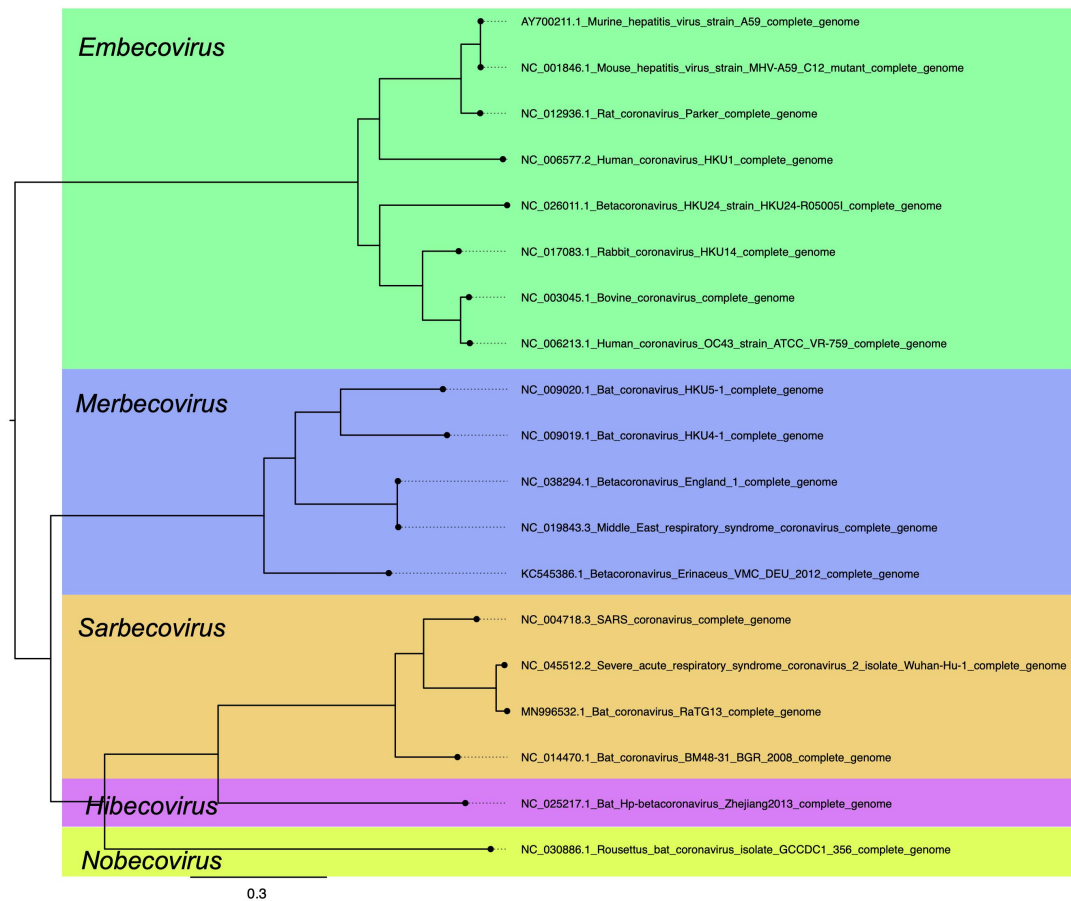 Embecovirus
AY700211.1_Murine_hepatitis_virus_strain_A59_complete_genome
NC_001846.1_Mouse_hepatitis_virus_strain_MHV-A59_C12_mutant_complete_genome
NC_012936.1_Rat_coronavirus_Parker_complete_genome
NC_006577.2_Human_coronavirus_HKU1_complete_genome
NC_026011.1_Betacoronavirus_HKU24_strain_HKU24-R05005I_complete_genome
NC_017083.1_Rabbit_coronavirus_HKU14_complete_genome
NC_003045.1_Bovine_coronavirus_complete_genome
NC_006213.1_Human_coronavirus_OC43_strain_ATCC_VR-759_complete_genome
Merbecovirus
NC_009020.1_Bat_coronavirus_HKU5-1_complete_genome
NC_009019.1_Bat_coronavirus_HKU4-1_complete_genome
NC_038294.1_Betacoronavirus_England_1_complete_genome
NC_019843.3_Middle_East_respiratory_syndrome_coronavirus_complete_genome
KC545386.1_Betacoronavirus_Erinaceus_VMC_DEU_2012_complete_genome
Sarbecovirus
NC_004718.3_SARS_coronavirus_complete_genome
NC_045512.2_Severe_acute_respiratory_syndrome_coronavirus_2_isolate_Wuhan-Hu-1_complete_genome
MN996532.1_Bat_coronavirus_RaTG13_complete_genome
NC_014470.1_Bat_coronavirus_BM48-31_BGR_2008_complete_genome
Hibecovirus
NC_025217.1_Bat_Hp-betacoronavirus_Zhejiang2013_complete_genome
Nobecovirus
NC_030886.1_Rousettus_bat_coronavirus_isolate_GCCDC1_356_complete_genome
0.3